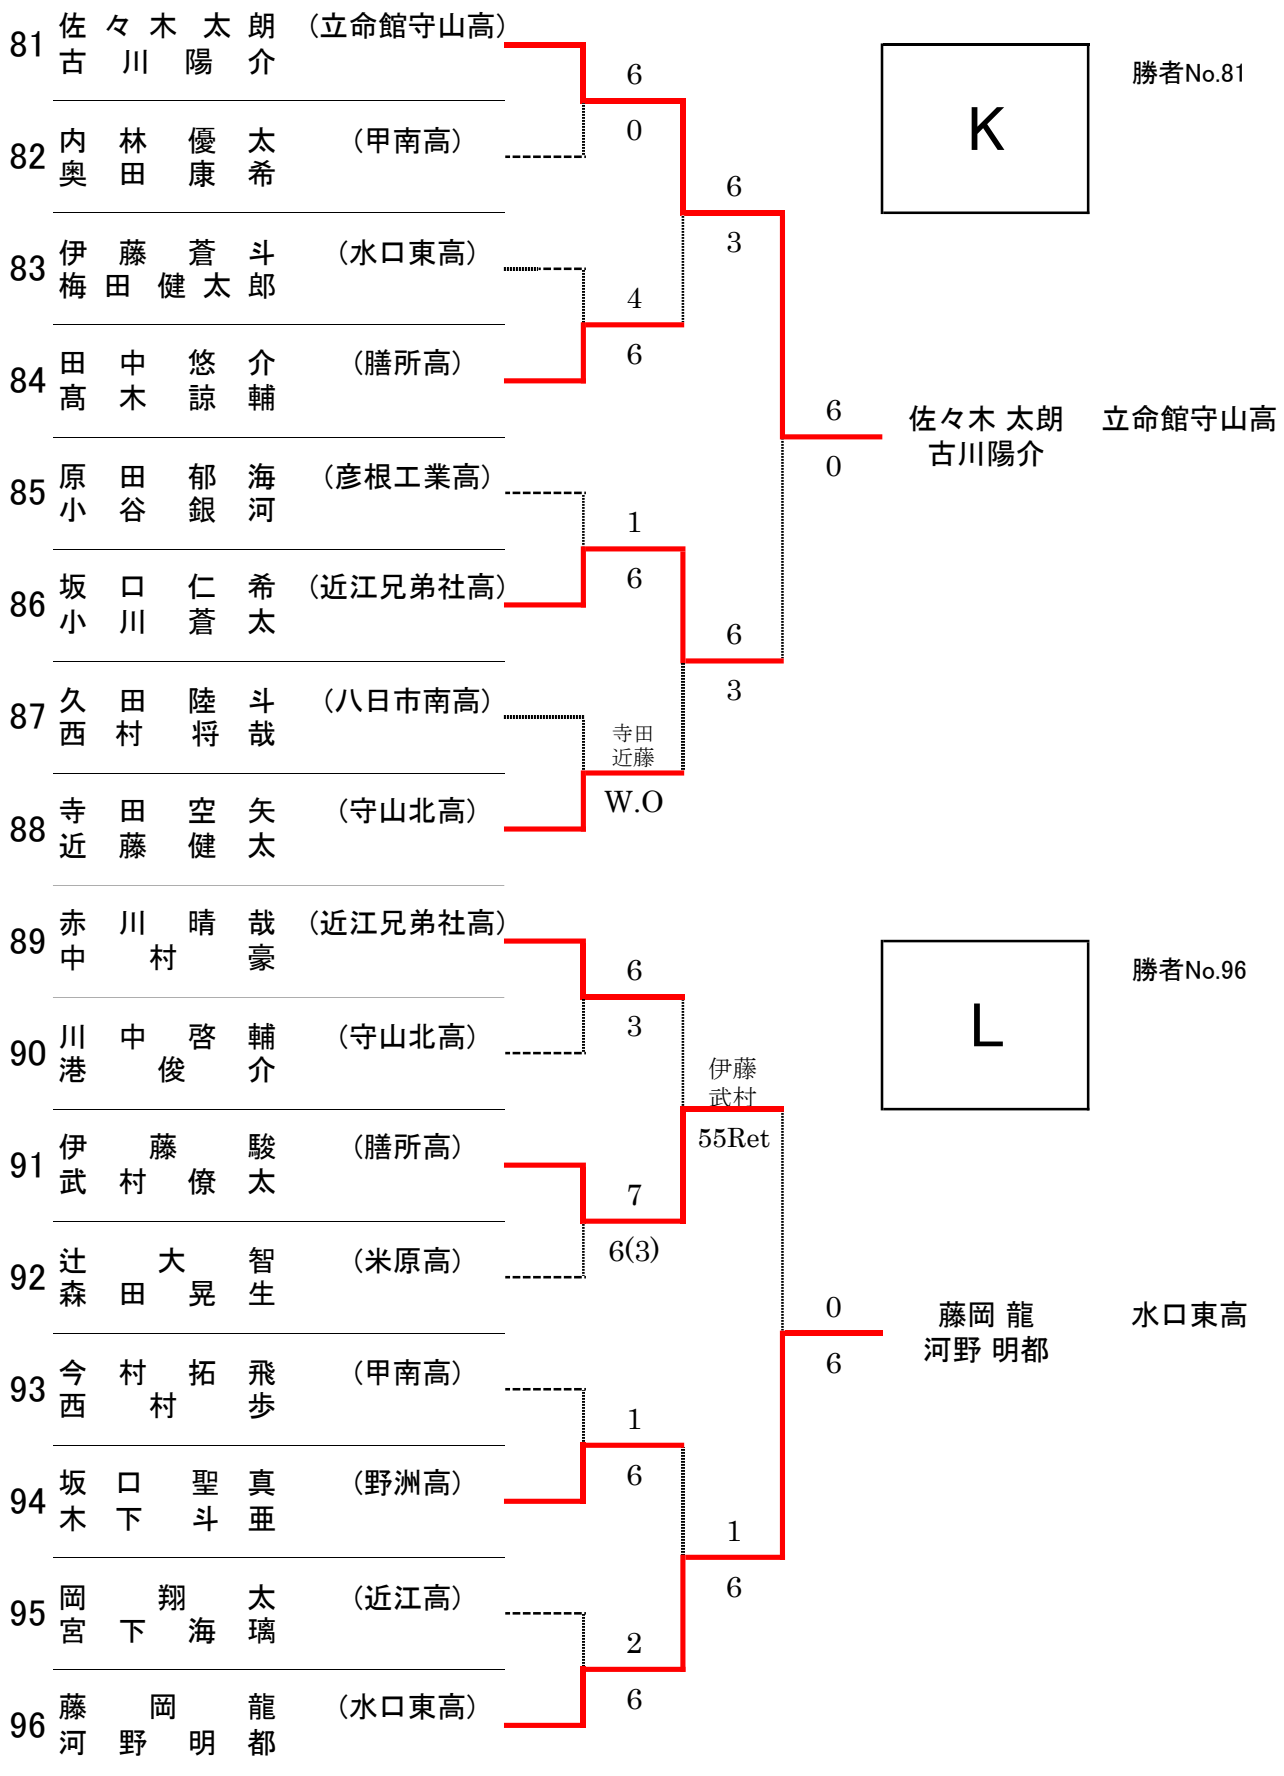 81 佐々木太朗 (立命館守山高)
古川陽介
82 内林優太 (甲南高)
奥田康希
83 伊藤蒼斗 (水口東高)
梅田健太郎
84 田中悠介 (膳所高)
髙木諒輔
85 原田郁海 (彦根工業高)
小谷銀河
86 坂口仁希 (近江兄弟社高)
小川蒼太
87 久田陸斗 (八日市南高)
西村将哉
88 寺田空矢 (守山北高)
近藤健太
6
0
4
6
1
6
寺田
近藤
W.O
6
3
6
3
6
0
K
勝者No.81
佐々木 太朗 立命館守山高
古川陽介
89 赤川晴哉 (近江兄弟社高)
中村豪
90 川中啓輔 (守山北高)
港俊介
91 伊藤駿 (膳所高)
武村僚太
92 辻大智 (米原高)
森田晃生
93 今村拓飛 (甲南高)
西村歩
94 坂口聖真 (野洲高)
木下斗亜
95 岡翔太 (近江高)
宮下海璃
96 藤岡龍 (水口東高)
河野明都
6
3
7
6(3)
1
6
2
6
伊藤
武村
55Ret
1
6
0
6
L
勝者No.96
藤岡 龍 水口東高
河野 明都